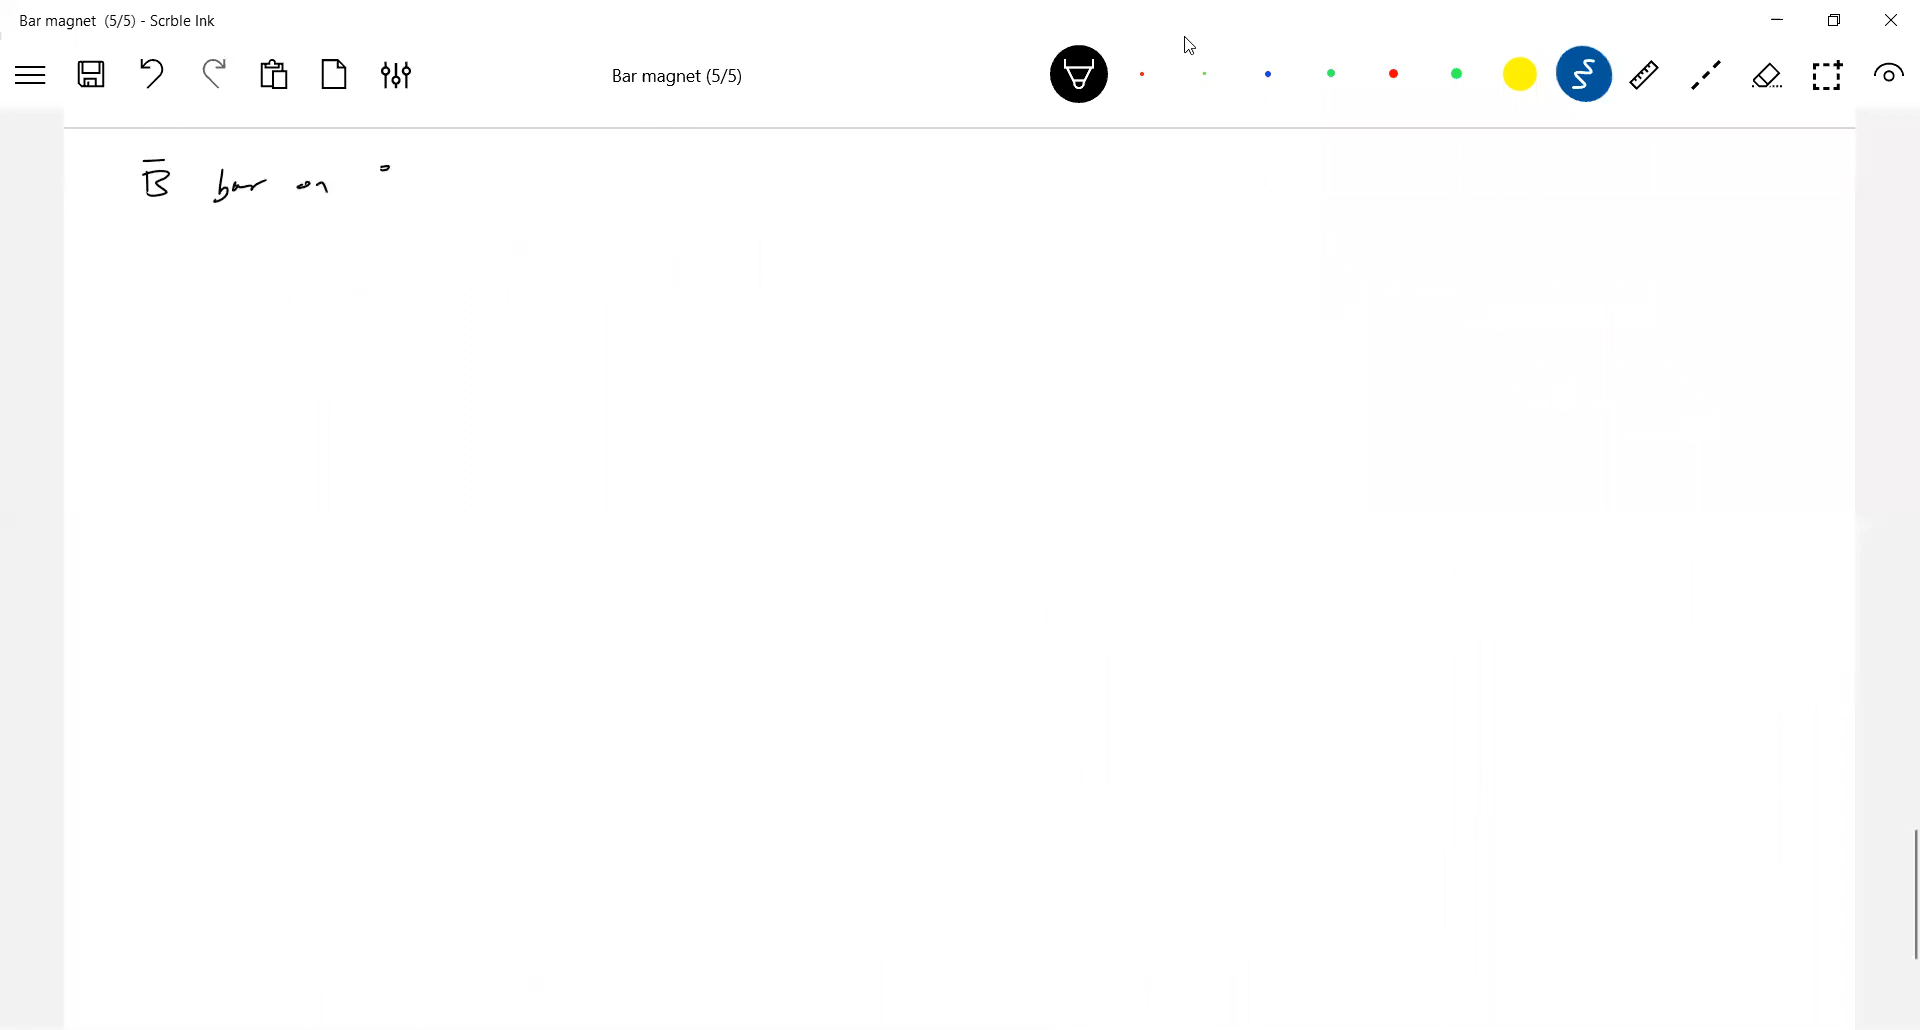 Bar magnet (5/5) - Scrble Ink
Bar magnet (5/5)
B̅ bar on